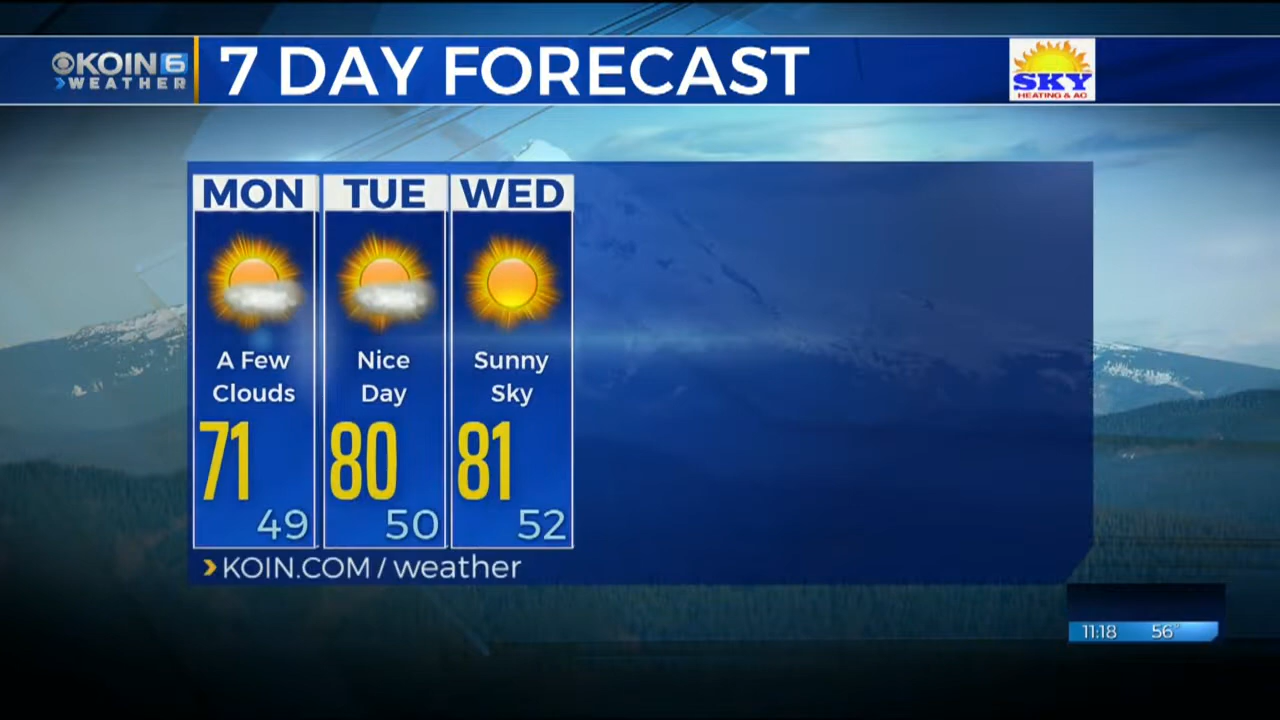 KOIN 6
WEATHER
7 DAY FORECAST
SKY
HEATING & AC
MON
TUE
WED
A Few
Clouds
Nice
Day
Sunny
Sky
71
80
81
49
50
52
KOIN.COM / weather
11:18 56°